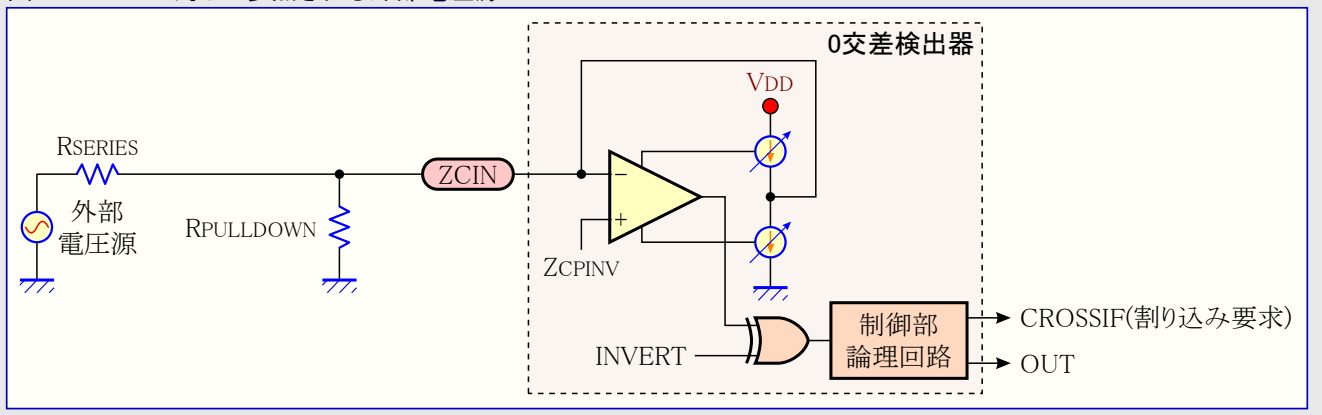 0交差検出器
VDD
RSERIES
ZCIN
−
外部
電圧源
RPULLDOWN
+
ZCPINV
INVERT
制御部
論理回路
CROSSIF(割り込み要求)
OUT